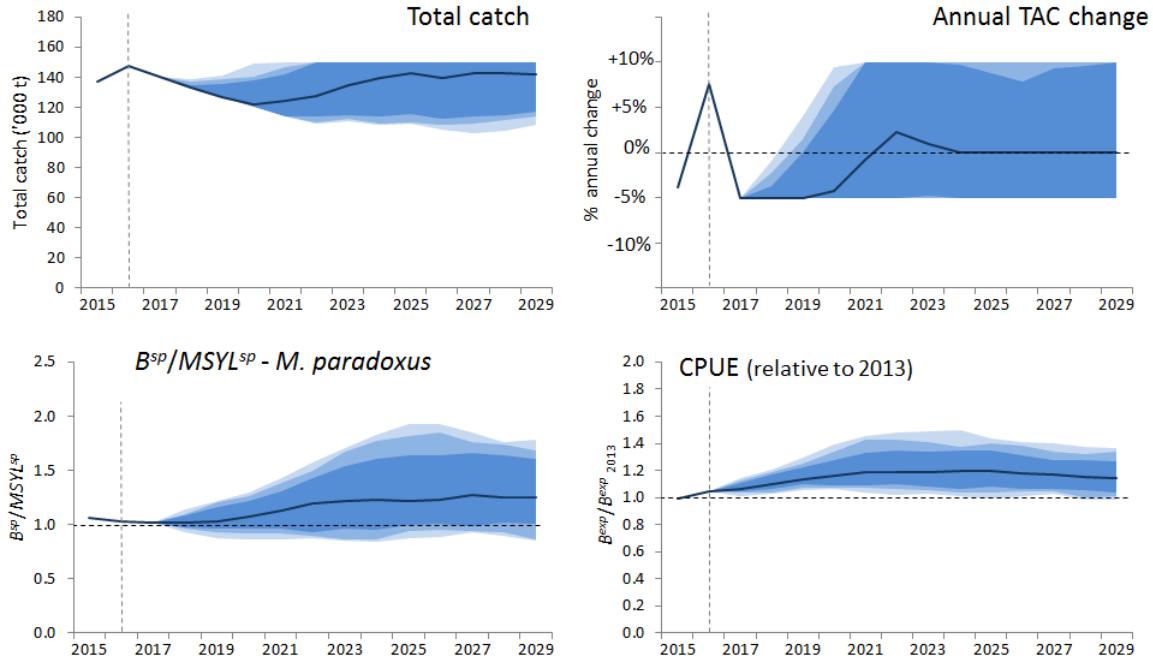 Total catch
180
160
140
120
100
80
60
40
20
0
Total catch ('000 t)
2015 2017 2019 2021 2023 2025 2027 2029
Annual TAC change
+10%
+5%
0%
-5%
-10%
% annual change
2015 2017 2019 2021 2023 2025 2027 2029
Bsp/MSYLsp - M. paradoxus
2.5
2.0
1.5
1.0
0.5
0.0
Bsp/MSYLsp
2015 2017 2019 2021 2023 2025 2027 2029
CPUE (relative to 2013)
2.0
1.8
1.6
1.4
1.2
1.0
0.8
0.6
0.4
0.2
0.0
Bexp/Bexp 2013
2015 2017 2019 2021 2023 2025 2027 2029